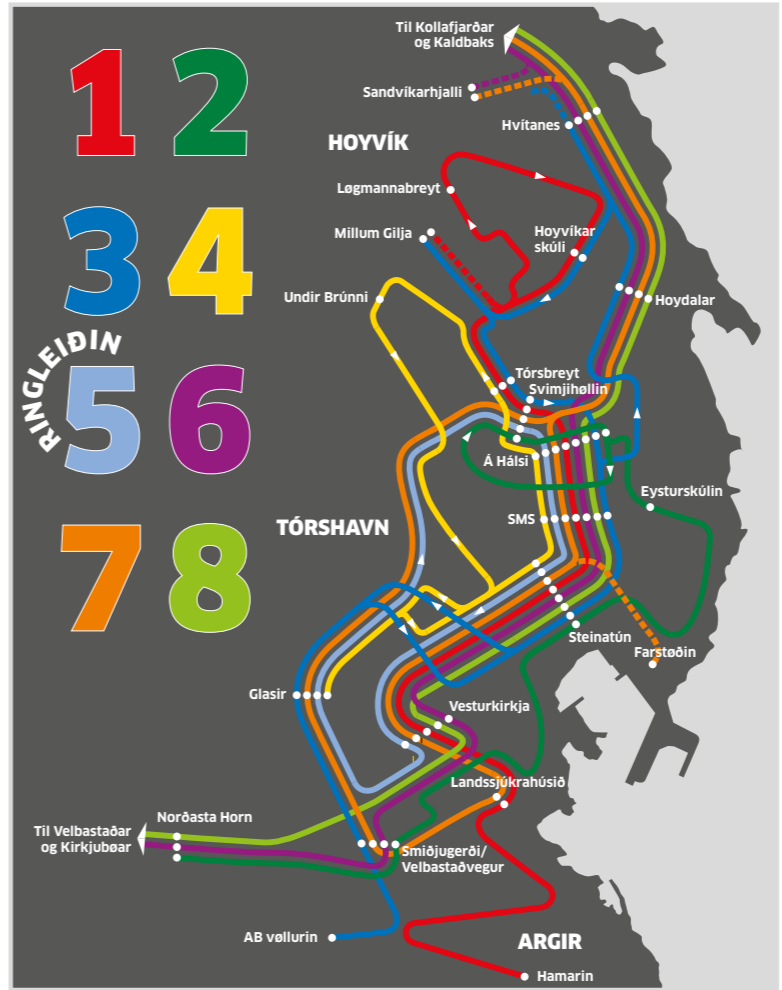 Til Kollafjarðar
og Kaldbaks
1 2
Sandvíkarhjalli
Hvítanes
HOYVÍK
Løgmannabreyt
3 4
Millum Gilja
Hoyvíkar
skúli
Undir Brúnni
Hoydalar
RINGLEIÐIN
5 6
Tórsbreyt
Svimjihøllin
Á Hálsi
Eysturskúlin
TÓRSHAVN
SMS
7 8
Steinatún
Farstøðin
Glasir
Vesturkirkja
Landssjúkrahúsið
Norðasta Horn
Til Velbastaðar
og Kirkjubøar
Smiðjugerði/
Velbastaðvegur
AB vøllurin
ARGIR
Hamarin